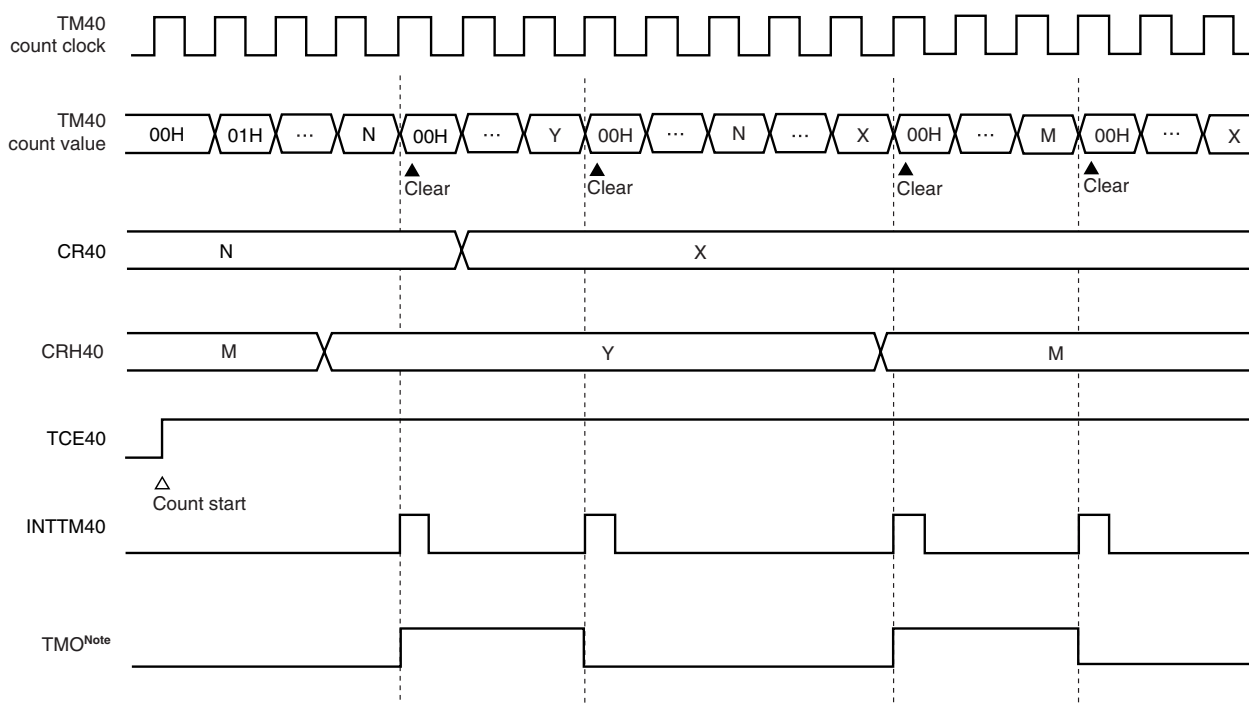 TM40
count clock
TM40
count value
00H 01H ... N 00H ... Y 00H ... N ... X 00H ... M 00H ... X
Clear Clear Clear Clear
CR40 N X
CRH40 M Y M
TCE40
Count start
INTTM40
TMONote